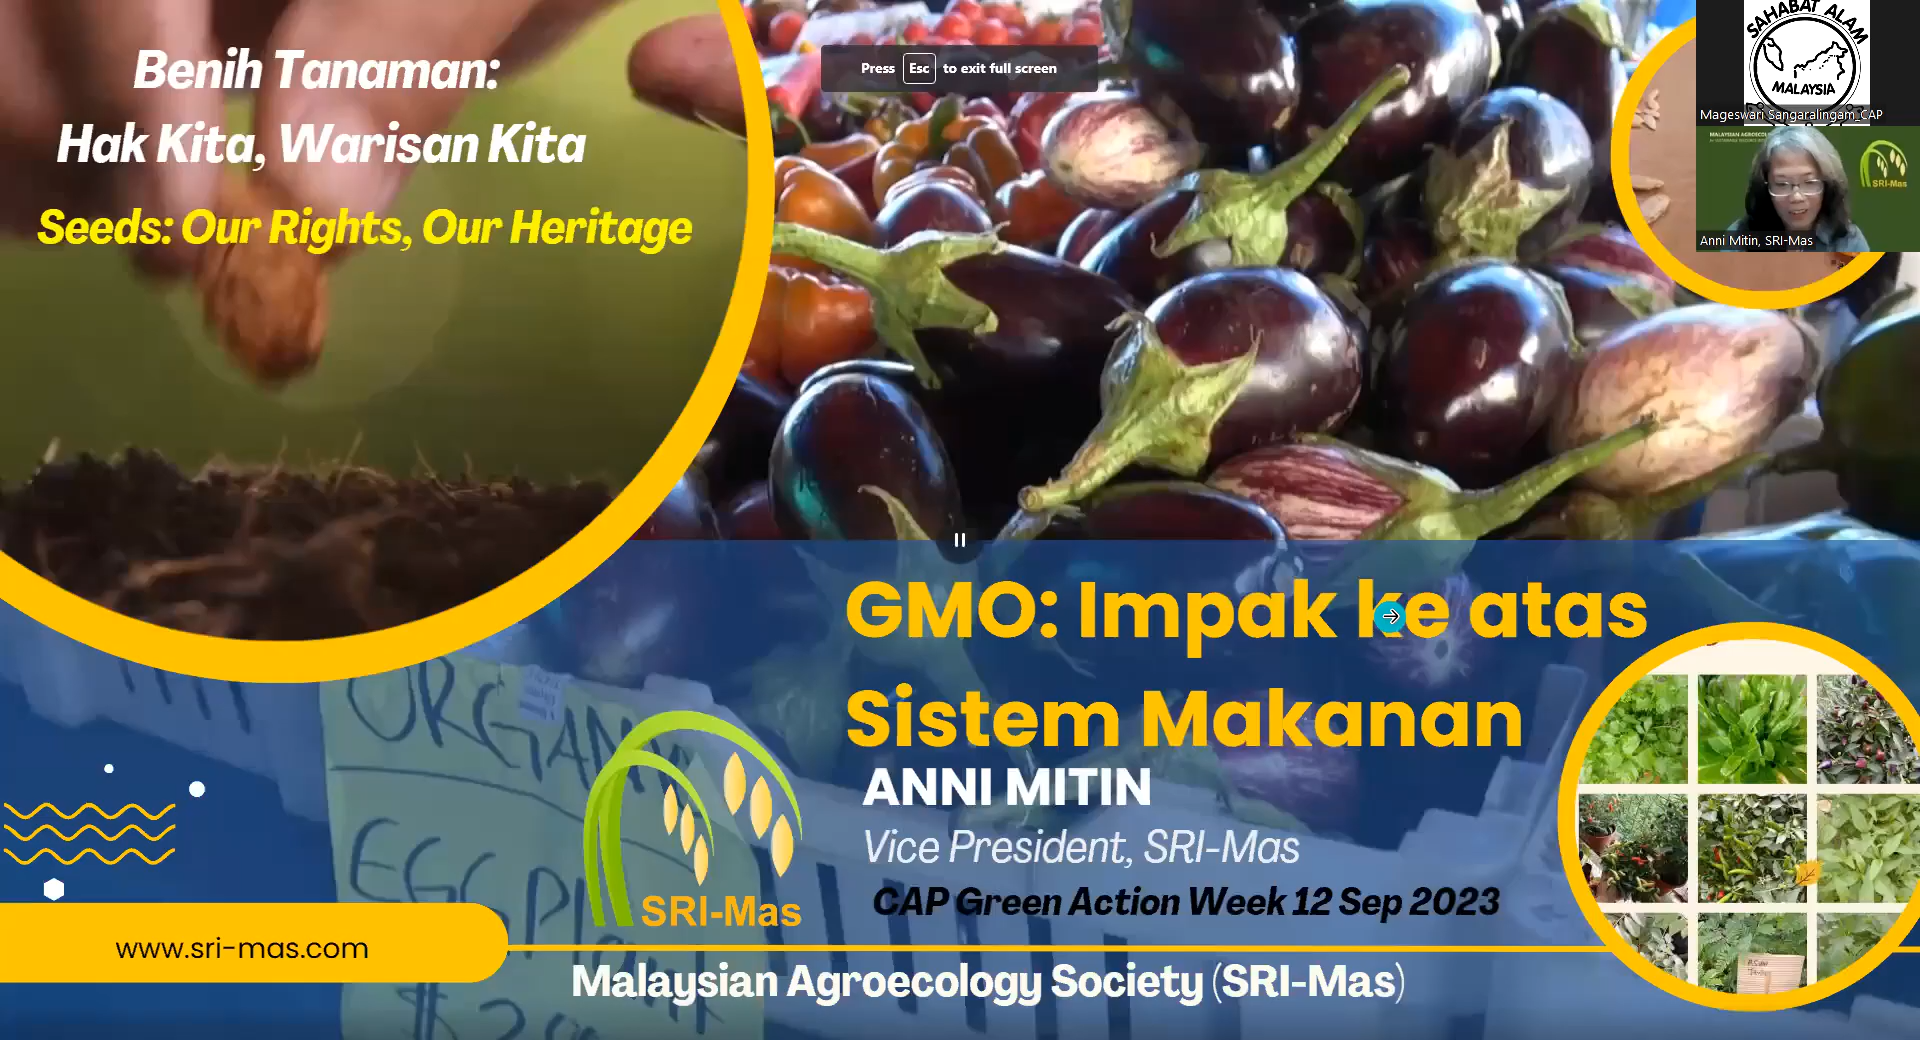 Benih Tanaman:
Hak Kita, Warisan Kita
Seeds: Our Rights, Our Heritage
Press Esc to exit full screen
SAHABAT ALAM
MALAYSIA
Mageswari Sangaralingam_CAP
SRI-Mas
Anni Mitin, SRI-Mas
GMO: Impak ke atas
Sistem Makanan
ANNI MITIN
Vice President, SRI-Mas
CAP Green Action Week 12 Sep 2023
SRI-Mas
www.sri-mas.com
Malaysian Agroecology Society (SRI-Mas)
ORGANI
EGGPlant